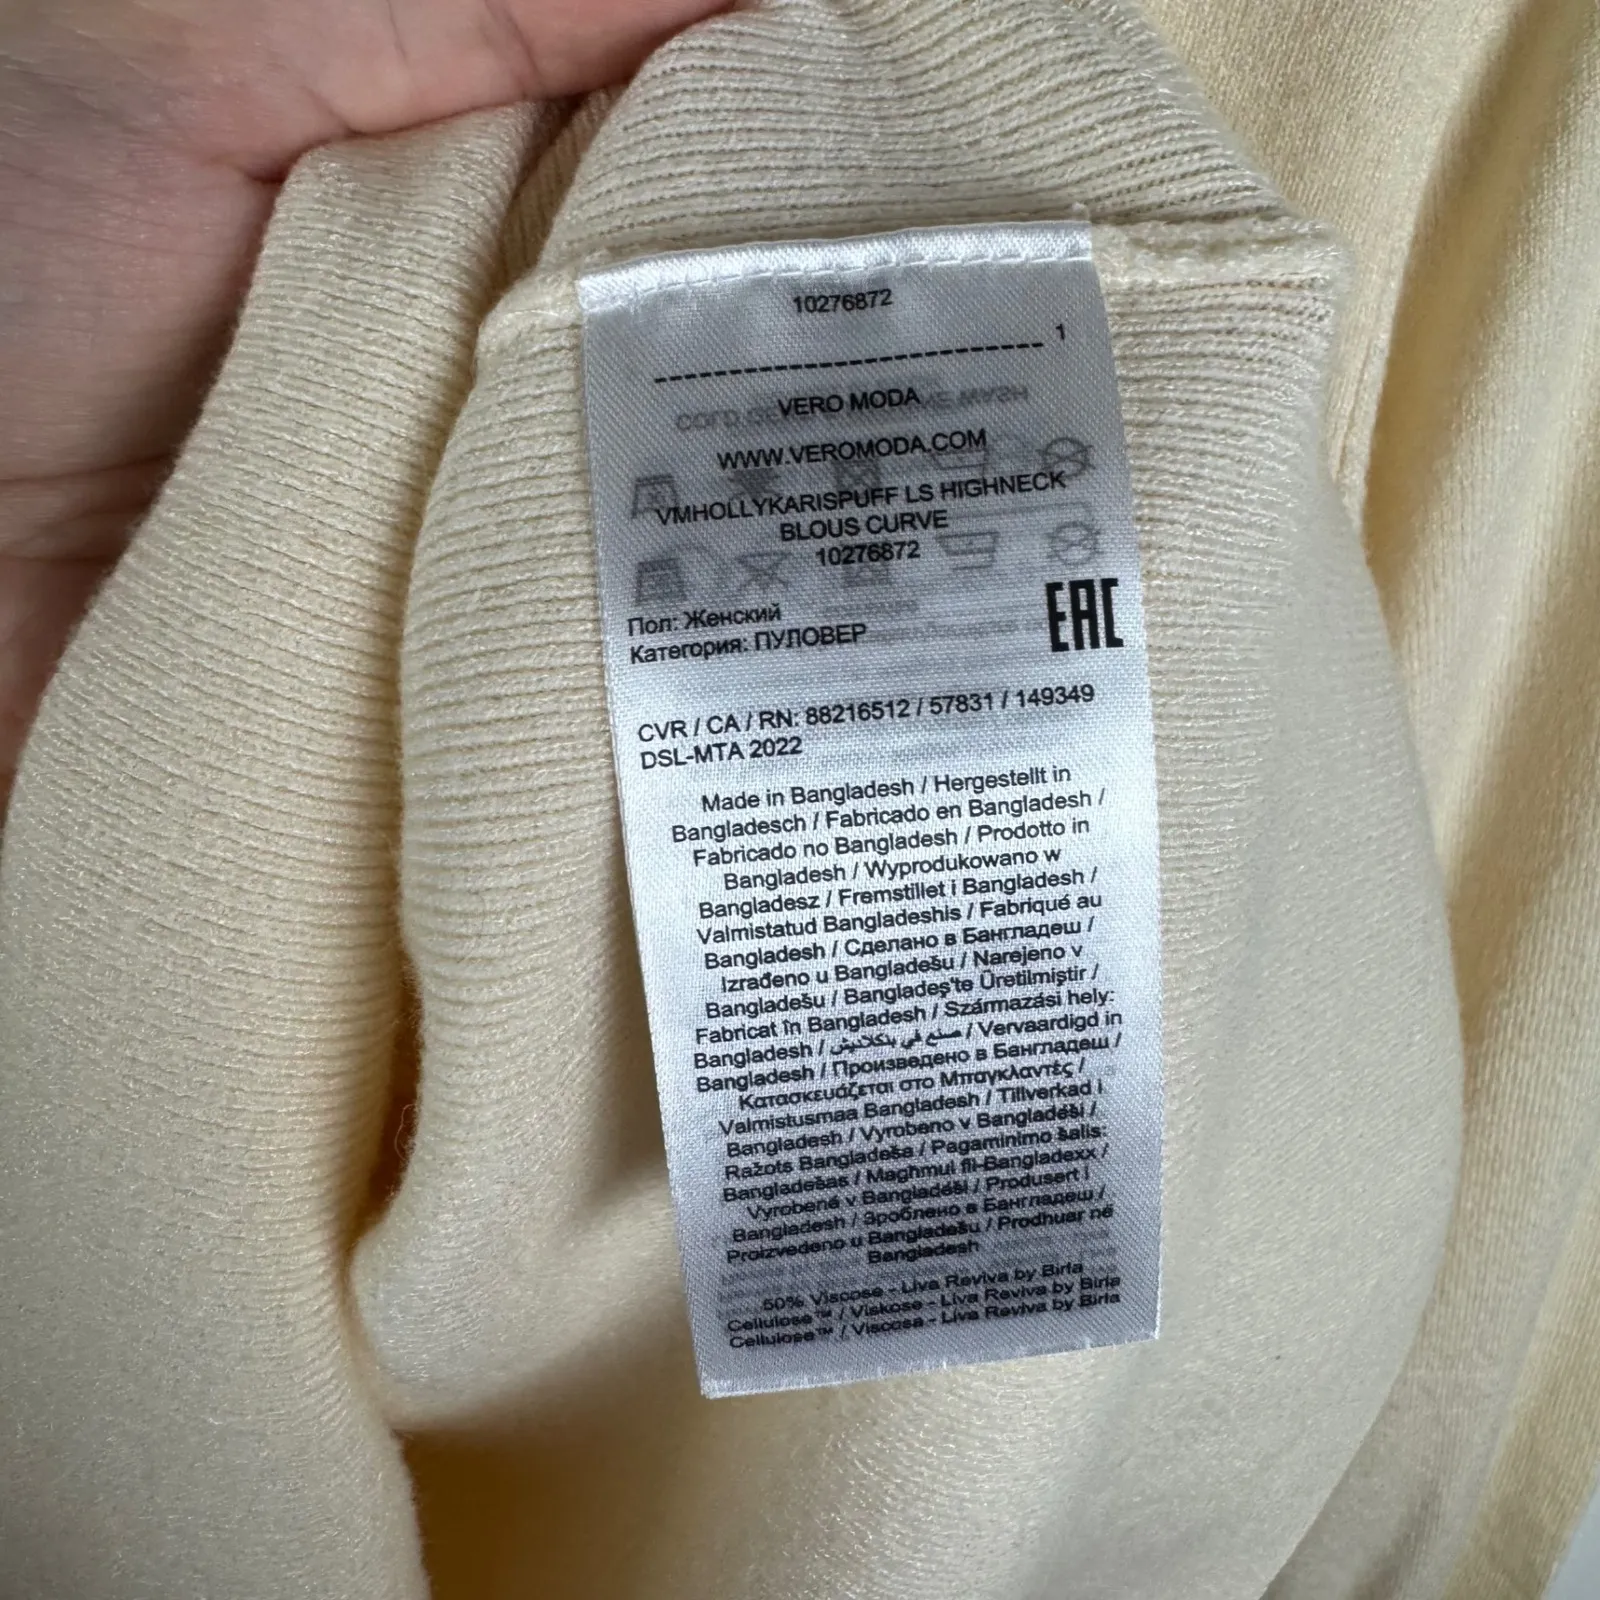 10276872
1
VERO MODA
WWW.VEROMODA.COM
VMHOLLYKARISPUFF LS HIGHNECK
BLOUS CURVE
10276872
Пол: Женский
Категория: ПУЛОВЕР
EAC
CVR / CA / RN: 88216512 / 57831 / 149349
DSL-MTA 2022
Made in Bangladesh / Hergestellt in
Bangladesch / Fabricado en Bangladesh /
Fabricado no Bangladesh / Prodotto in
Bangladesh / Wyprodukowano w
Bangladesz / Fremstillet i Bangladesh /
Valmistatud Bangladeshis / Fabriqué au
Bangladesh / Сделано в Бангладеш /
Izrađeno u Bangladešu / Narejeno v
Bangladešu / Bangladeş'te Üretilmiştir /
Fabricat în Bangladesh / Származási hely:
Bangladesh / صنع في بنكلاديش / Vervaardigd in
Bangladesh / Произведено в Бангладеш /
Κατασκευάζεται στο Μπαγκλαντές /
Valmistusmaa Bangladesh / Tillverkad i
Bangladesh / Vyrobeno v Bangladéši /
Ražots Bangladeša / Pagaminimo šalis:
Bangladešas / Maghmul fil-Bangladexx /
Vyrobené v Bangladéši / Produsert i
Bangladesh / Зроблено в Бангладеш /
Proizvedeno u Bangladešu / Prodhuar në
Bangladesh
50% Viscose - Liva Reviva by Birla
Cellulose™ / Viskose - Liva Reviva by Birla
Cellulose™ / Viscosa - Liva Reviva by Birla